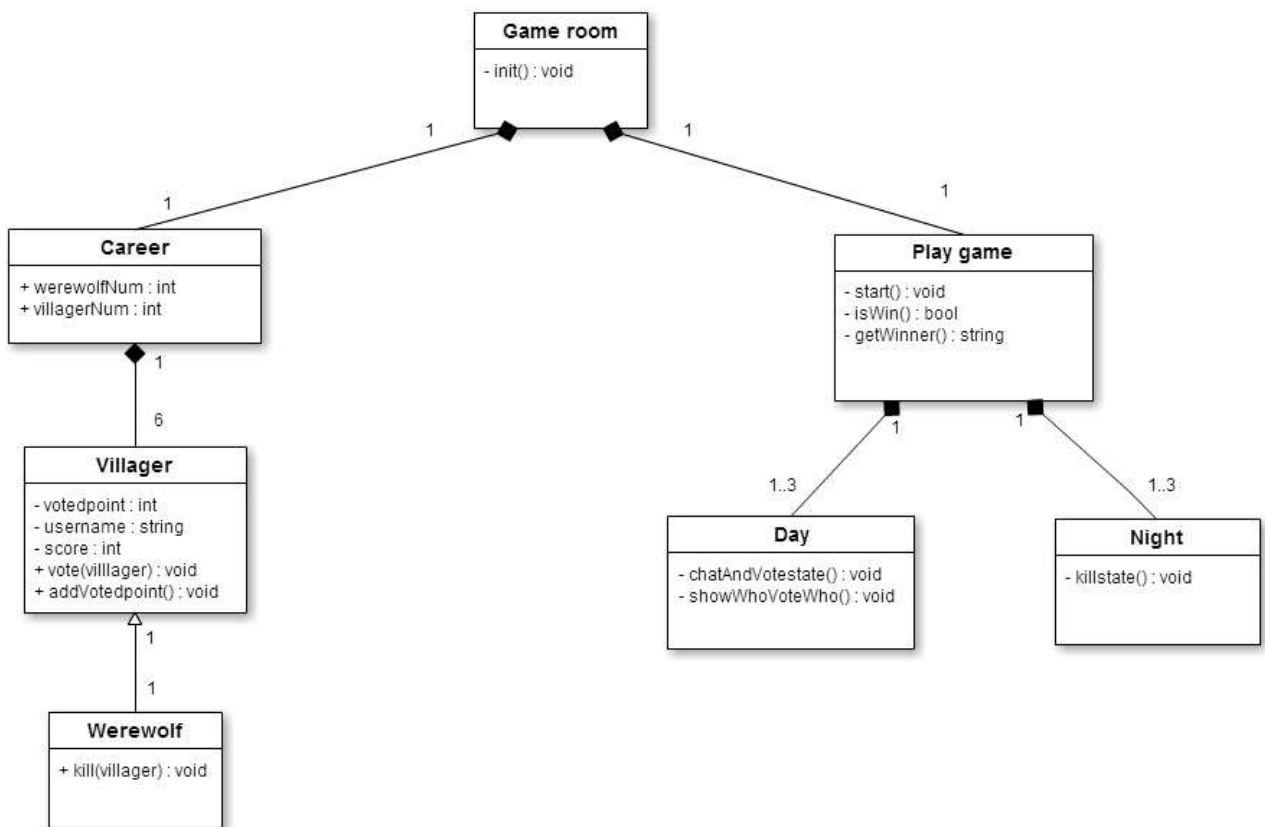 Game room
- init() : void
1
1
1
1
Career
+ werewolfNum : int
+ villagerNum : int
Play game
- start() : void
- isWin() : bool
- getWinner() : string
1
6
1
1
1..3
1..3
Villager
- votedpoint : int
- username : string
- score : int
+ vote(villlager) : void
+ addVotedpoint() : void
Day
- chatAndVotestate() : void
- showWhoVoteWho() : void
Night
- killstate() : void
1
1
Werewolf
+ kill(villager) : void